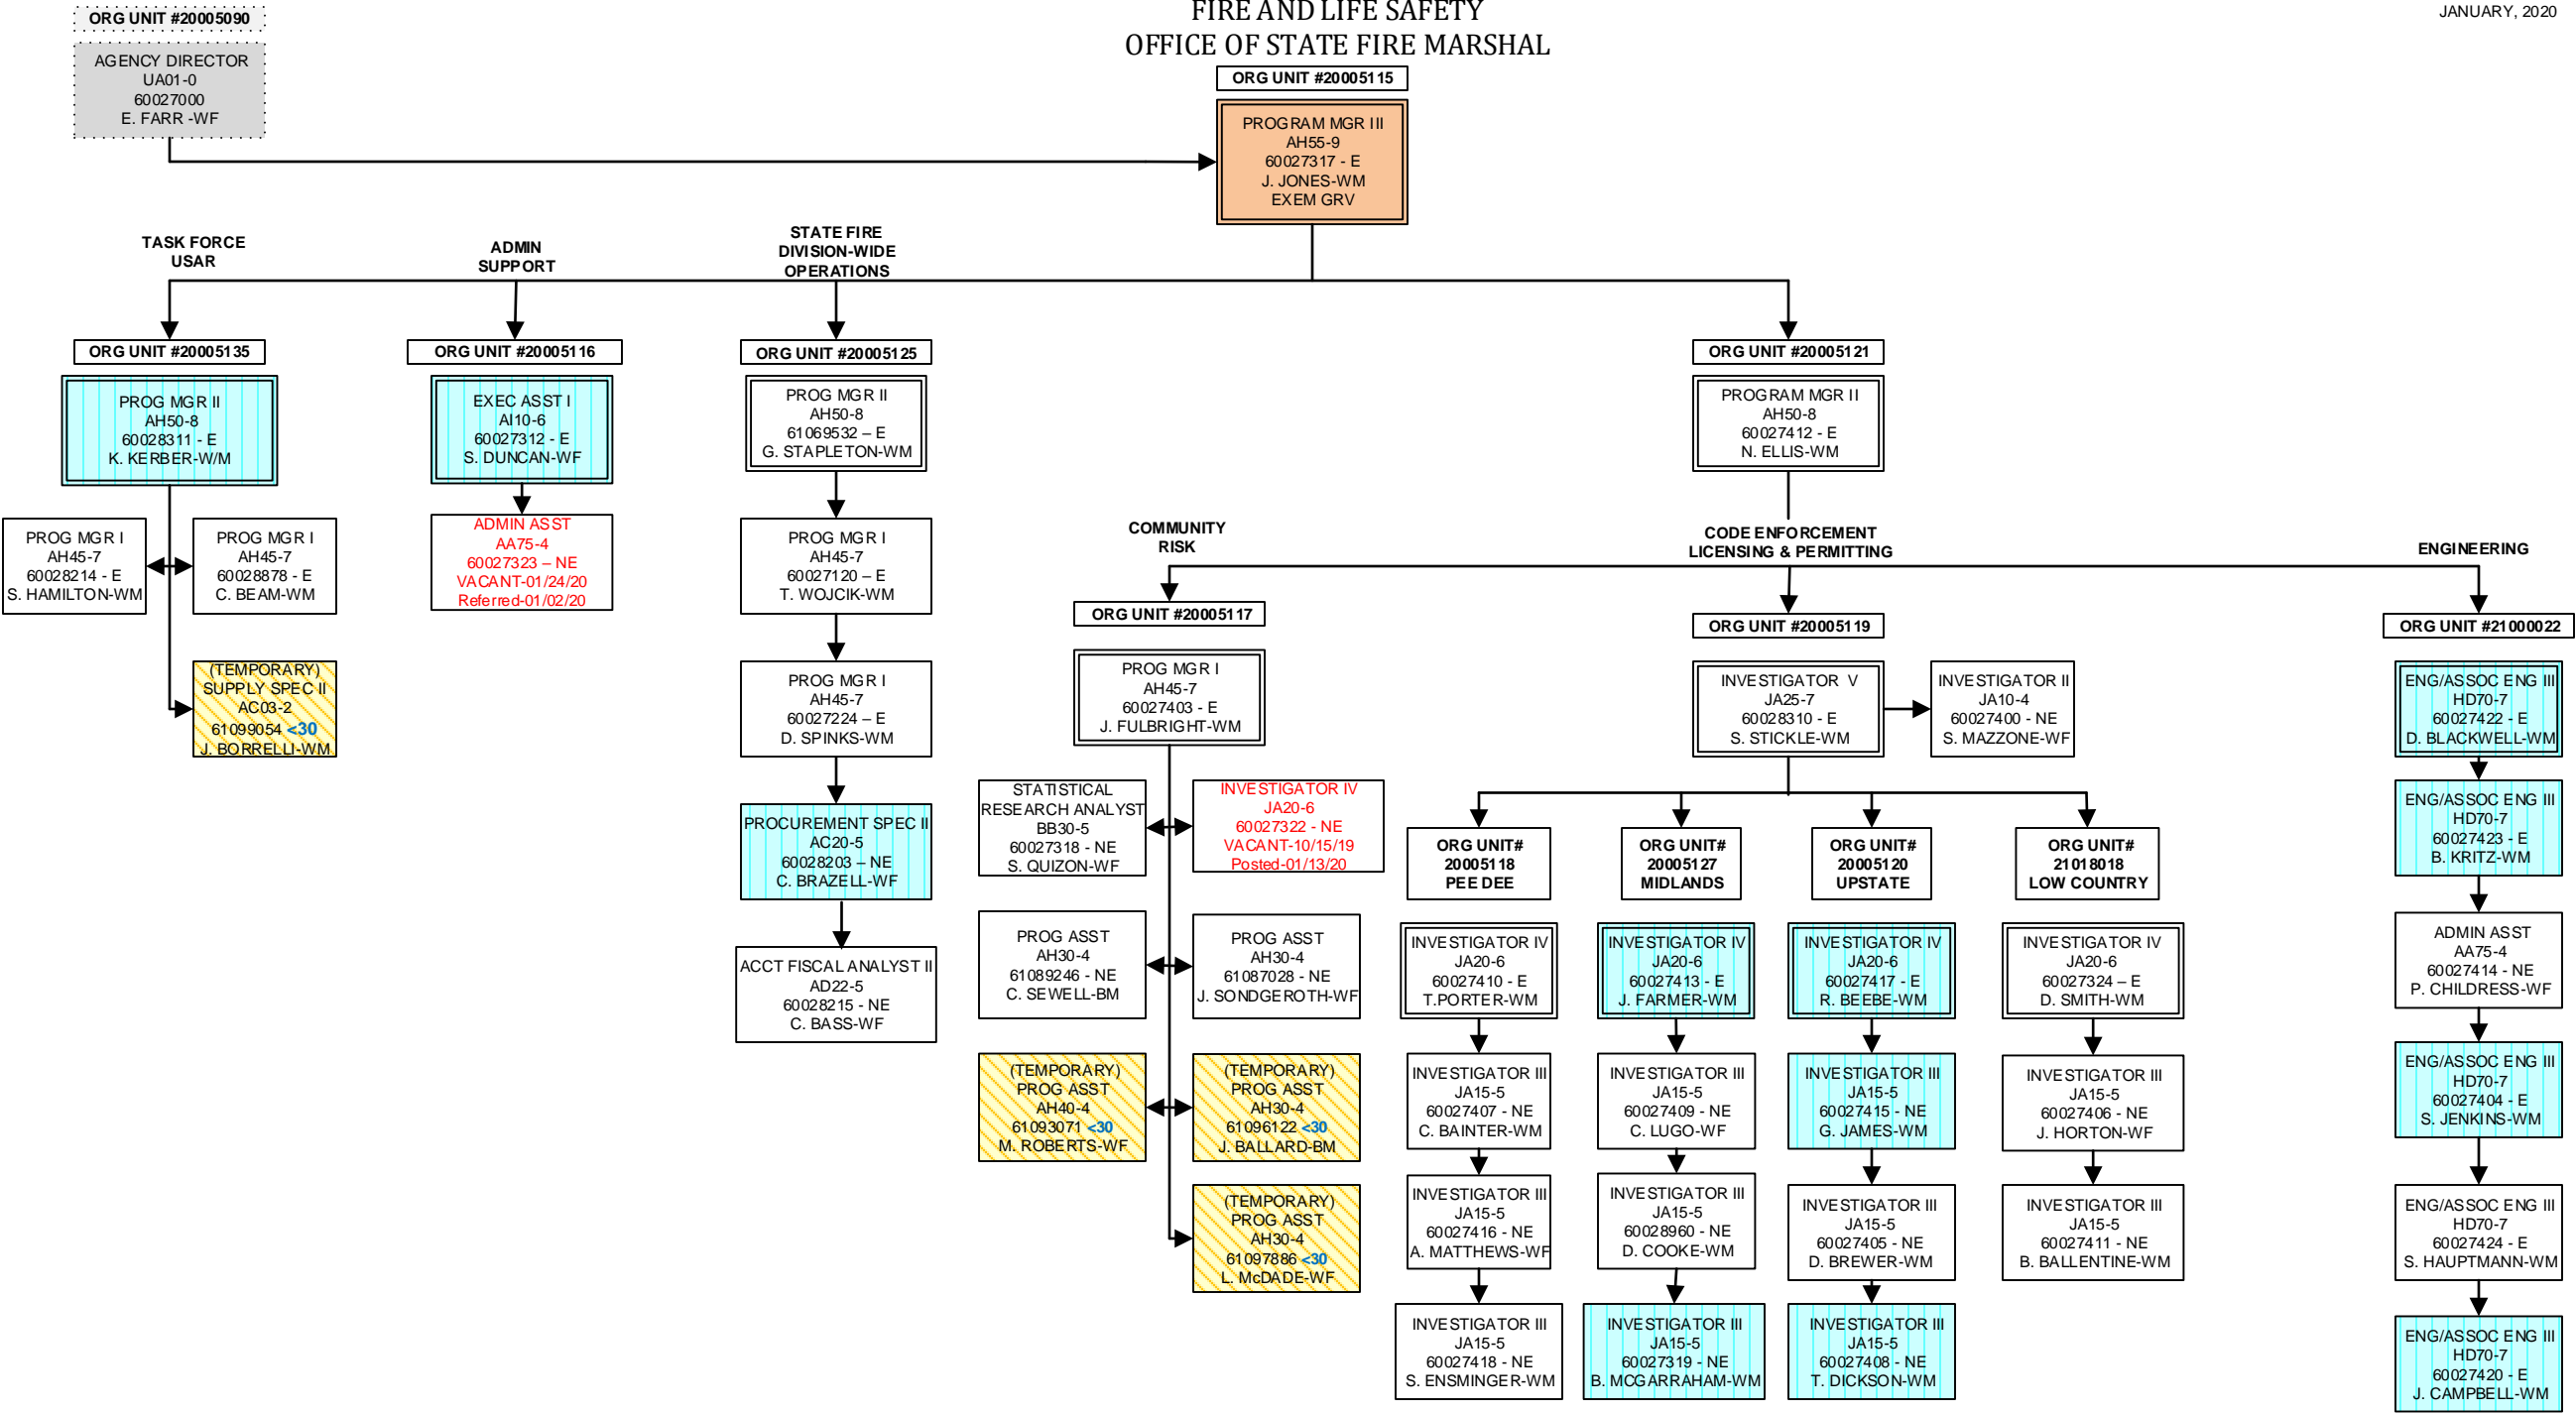 FIRE AND LIFE SAFETY
OFFICE OF STATE FIRE MARSHAL
JANUARY, 2020
ORG UNIT #20005090
AGENCY DIRECTOR
UA01-0
60027000
E. FARR -WF
ORG UNIT #20005115
PROGRAM MGR III
AH55-9
60027317 - E
J. JONES-WM
EXEM GRV
TASK FORCE
USAR
ORG UNIT #20005135
PROG MGR II
AH50-8
60028311 - E
K. KERBER-W/M
PROG MGR I
AH45-7
60028214 - E
S. HAMILTON-WM
PROG MGR I
AH45-7
60028878 - E
C. BEAM-WM
(TEMPORARY)
SUPPLY SPEC II
AC03-2
61099054 <30
J. BORRELLI-WM
ADMIN
SUPPORT
ORG UNIT #20005116
EXEC ASST I
AI10-6
60027312 - E
S. DUNCAN-WF
ADMIN ASST
AA75-4
60027323 – NE
VACANT-01/24/20
Referred-01/02/20
STATE FIRE
DIVISION-WIDE
OPERATIONS
ORG UNIT #20005125
PROG MGR II
AH50-8
61069532 – E
G. STAPLETON-WM
PROG MGR I
AH45-7
60027120 – E
T. WOJCIK-WM
PROG MGR I
AH45-7
60027224 – E
D. SPINKS-WM
PROCUREMENT SPEC II
AC20-5
60028203 – NE
C. BRAZELL-WF
ACCT FISCAL ANALYST II
AD22-5
60028215 - NE
C. BASS-WF
ORG UNIT #20005121
PROGRAM MGR II
AH50-8
60027412 - E
N. ELLIS-WM
COMMUNITY
RISK
ORG UNIT #20005117
PROG MGR I
AH45-7
60027403 - E
J. FULBRIGHT-WM
STATISTICAL
RESEARCH ANALYST
BB30-5
60027318 - NE
S. QUIZON-WF
INVESTIGATOR IV
JA20-6
60027322 - NE
VACANT-10/15/19
Posted-01/13/20
PROG ASST
AH30-4
61089246 - NE
C. SEWELL-BM
PROG ASST
AH30-4
61087028 - NE
J. SONDGEROTH-WF
(TEMPORARY)
PROG ASST
AH40-4
61093071 <30
M. ROBERTS-WF
(TEMPORARY)
PROG ASST
AH30-4
61096122 <30
J. BALLARD-BM
(TEMPORARY)
PROG ASST
AH30-4
61097886 <30
L. McDADE-WF
CODE ENFORCEMENT
LICENSING & PERMITTING
ORG UNIT #20005119
INVESTIGATOR V
JA25-7
60028310 - E
S. STICKLE-WM
INVESTIGATOR II
JA10-4
60027400 - NE
S. MAZZONE-WF
ORG UNIT#
20005118
PEE DEE
INVESTIGATOR IV
JA20-6
60027410 - E
T.PORTER-WM
INVESTIGATOR III
JA15-5
60027407 - NE
C. BAINTER-WM
INVESTIGATOR III
JA15-5
60027416 - NE
A. MATTHEWS-WF
INVESTIGATOR III
JA15-5
60027418 - NE
S. ENSMINGER-WM
ORG UNIT#
20005127
MIDLANDS
INVESTIGATOR IV
JA20-6
60027413 - E
J. FARMER-WM
INVESTIGATOR III
JA15-5
60027409 - NE
C. LUGO-WF
INVESTIGATOR III
JA15-5
60028960 - NE
D. COOKE-WM
INVESTIGATOR III
JA15-5
60027319 - NE
B. MCGARRAHAM-WM
ORG UNIT#
20005120
UPSTATE
INVESTIGATOR IV
JA20-6
60027417 - E
R. BEEBE-WM
INVESTIGATOR III
JA15-5
60027415 - NE
G. JAMES-WM
INVESTIGATOR III
JA15-5
60027405 - NE
D. BREWER-WM
INVESTIGATOR III
JA15-5
60027408 - NE
T. DICKSON-WM
ORG UNIT#
21018018
LOW COUNTRY
INVESTIGATOR IV
JA20-6
60027324 – E
D. SMITH-WM
INVESTIGATOR III
JA15-5
60027406 - NE
J. HORTON-WF
INVESTIGATOR III
JA15-5
60027411 - NE
B. BALLENTINE-WM
ENGINEERING
ORG UNIT #21000022
ENG/ASSOC ENG III
HD70-7
60027422 - E
D. BLACKWELL-WM
ENG/ASSOC ENG III
HD70-7
60027423 - E
B. KRITZ-WM
ADMIN ASST
AA75-4
60027414 - NE
P. CHILDRESS-WF
ENG/ASSOC ENG III
HD70-7
60027404 - E
S. JENKINS-WM
ENG/ASSOC ENG III
HD70-7
60027424 - E
S. HAUPTMANN-WM
ENG/ASSOC ENG III
HD70-7
60027420 - E
J. CAMPBELL-WM